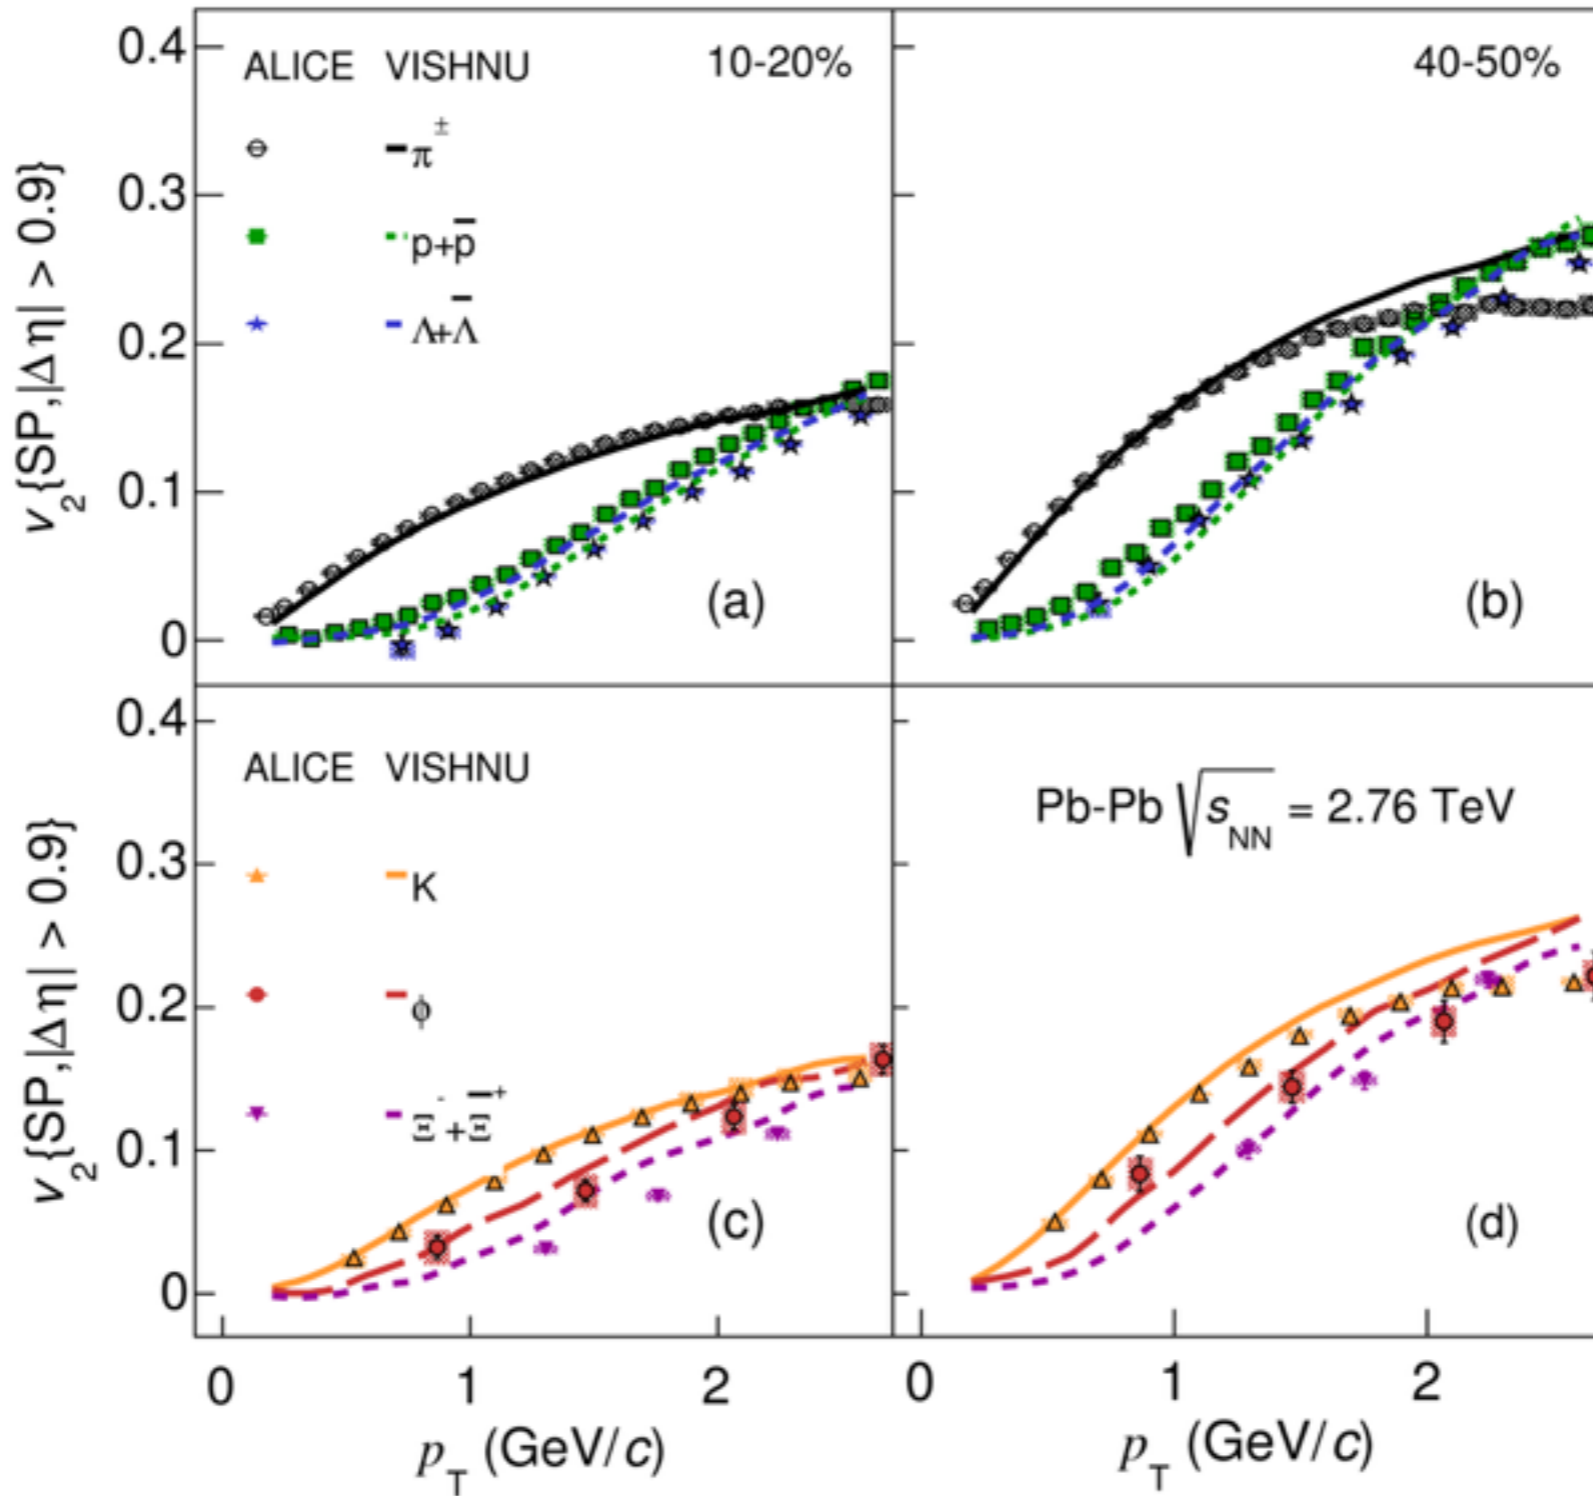 0.4
ALICE VISHNU
10-20%
40-50%
π±
0.3
p+p̄
Λ+Λ̄
0.2
0.1
(a)
(b)
0
v₂{SP,|Δη| > 0.9}
0.4
ALICE VISHNU
Pb-Pb √sNN = 2.76 TeV
0.3
K
0.2
ϕ
Ξ⁻+Ξ̄⁺
0.1
(c)
(d)
0
v₂{SP,|Δη| > 0.9}
0 1 2
0 1 2
pT (GeV/c)
pT (GeV/c)